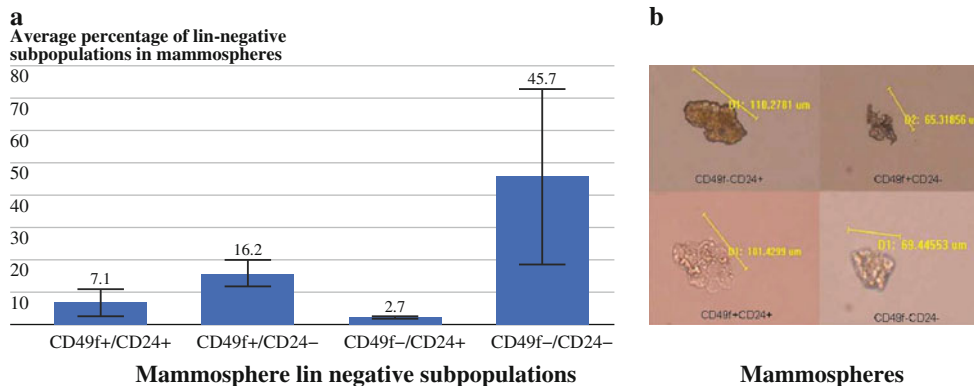 a
Average percentage of lin-negative
subpopulations in mammospheres
80
70
60
50
40
30
20
10
7.1
16.2
2.7
45.7
CD49f+/CD24+
CD49f+/CD24−
CD49f−/CD24+
CD49f−/CD24−
Mammosphere lin negative subpopulations
b
D1: 110.2781 um
CD49f-CD24+
D2: 65.31856 u
CD49f+CD24-
D1: 101.4299 um
CD49f+CD24+
D1: 69.44553 um
CD49f-CD24-
Mammospheres